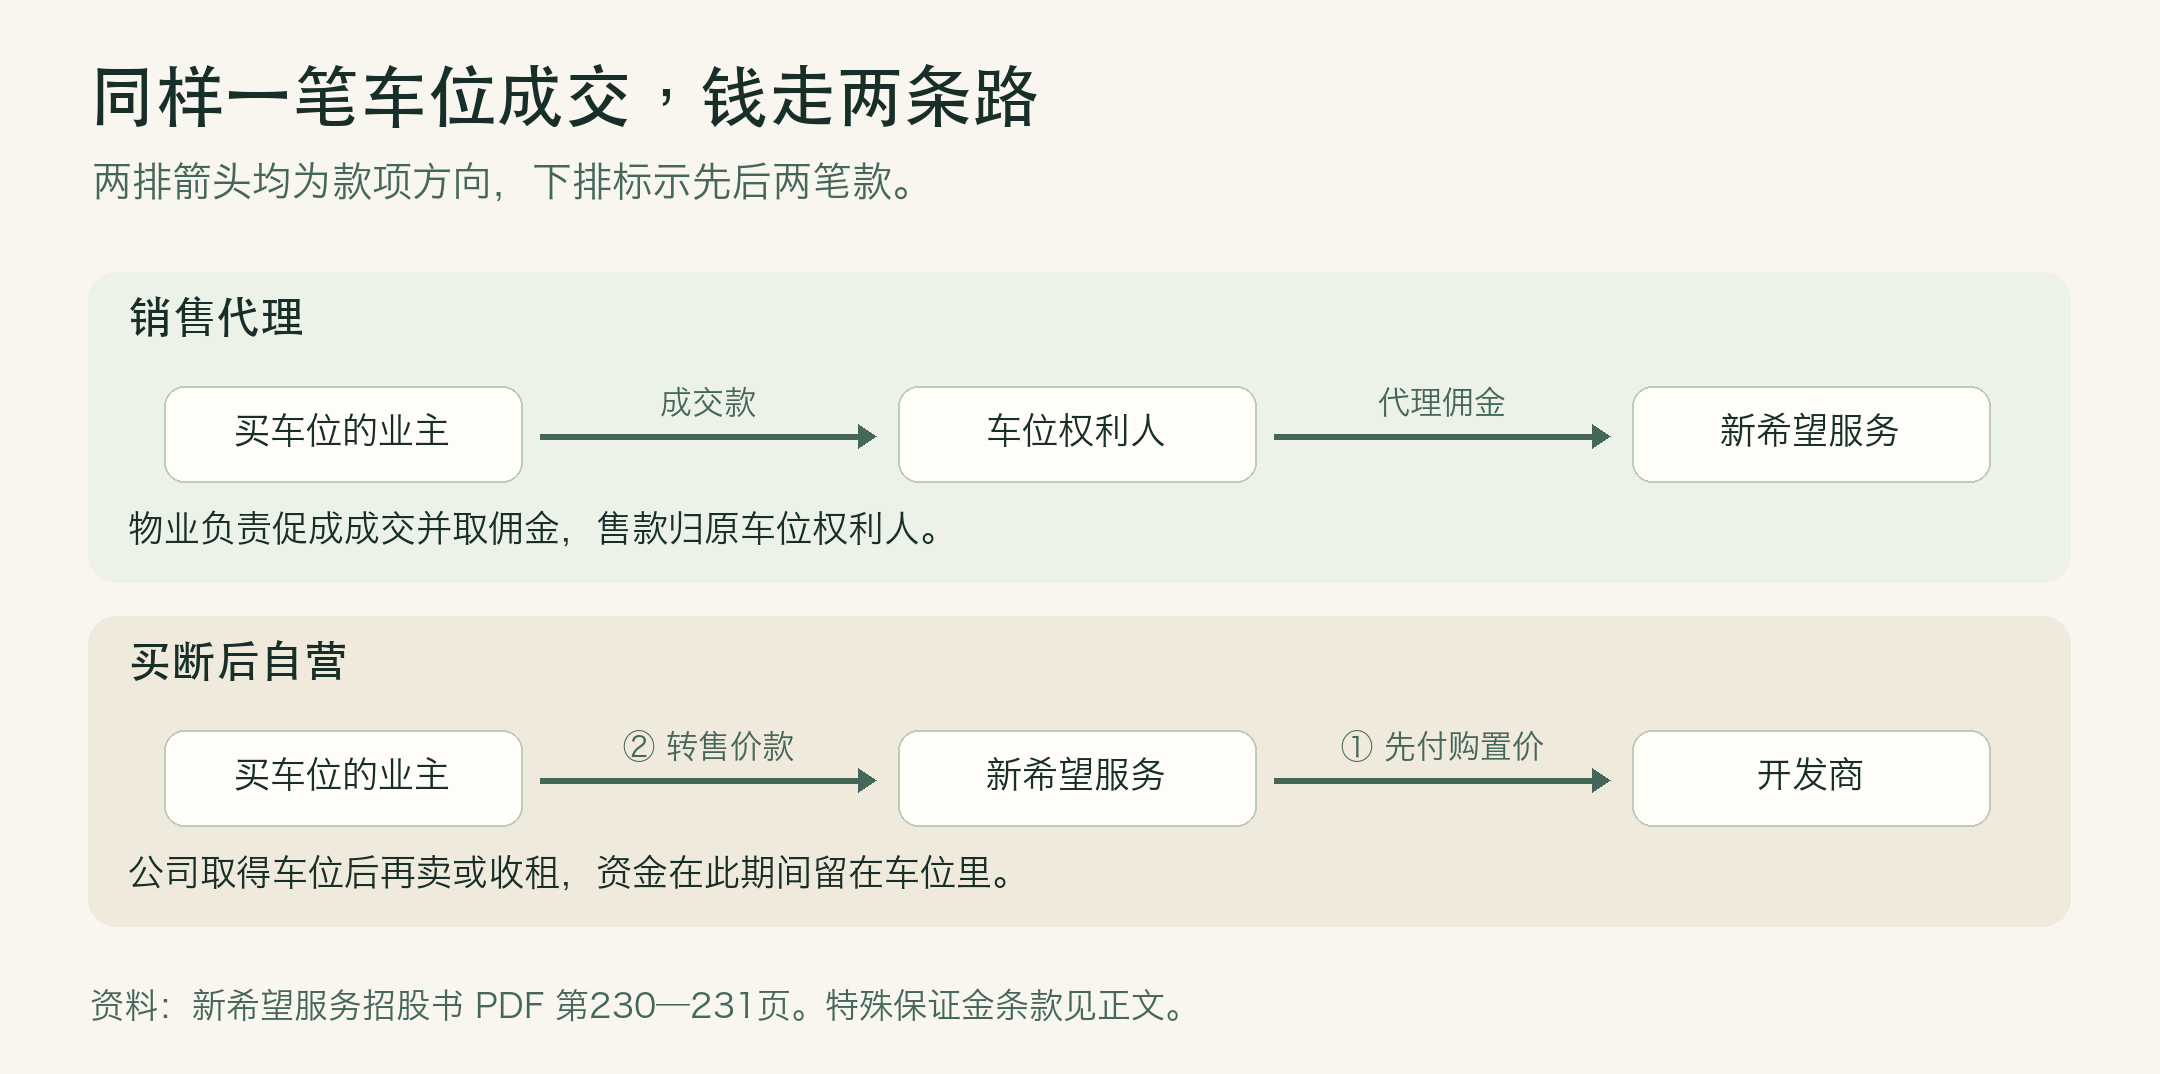 同样一笔车位成交，钱走两条路
两排箭头均为款项方向，下排标示先后两笔款。
销售代理
买车位的业主
成交款
车位权利人
代理佣金
新希望服务
物业负责促成成交并取佣金，售款归原车位权利人。
买断后自营
买车位的业主
② 转售价款
新希望服务
① 先付购置价
开发商
公司取得车位后再卖或收租，资金在此期间留在车位里。
资料：新希望服务招股书 PDF 第230—231页。特殊保证金条款见正文。